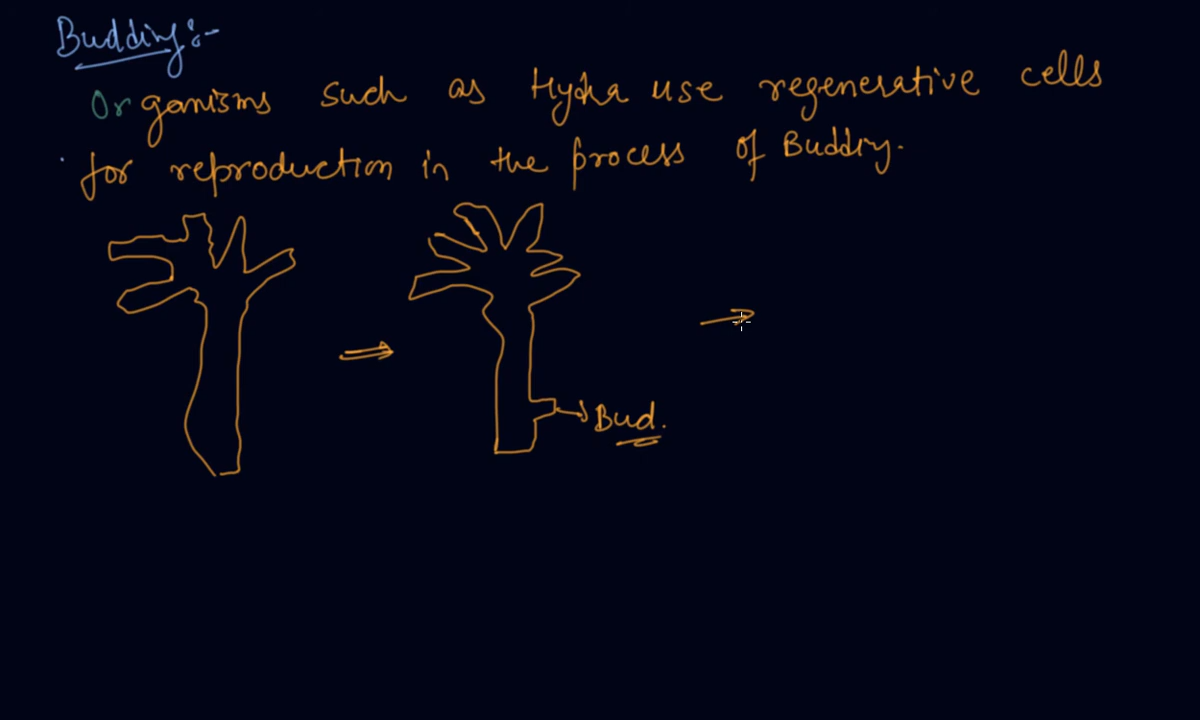 Budding:-
Organisms such as Hydra use regenerative cells
for reproduction in the process of Budding.
Bud.